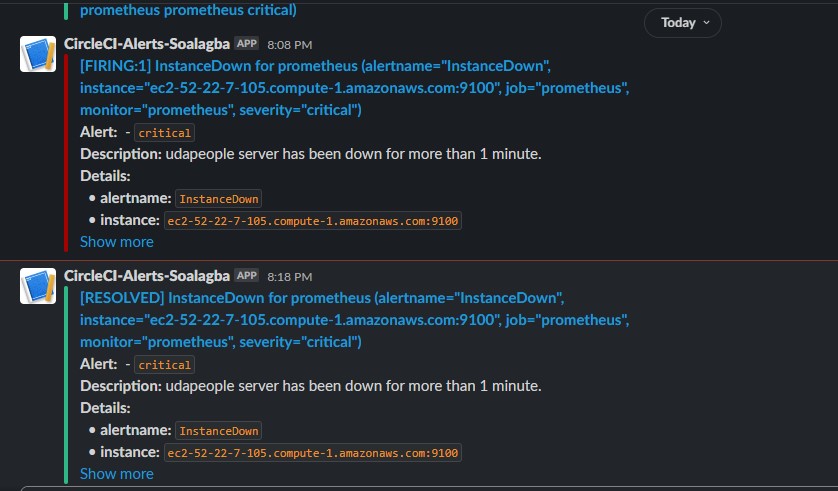 prometheus prometheus critical)
Today
CircleCI-Alerts-Soalagba APP 8:08 PM
[FIRING:1] InstanceDown for prometheus (alertname="InstanceDown",
instance="ec2-52-22-7-105.compute-1.amazonaws.com:9100", job="prometheus",
monitor="prometheus", severity="critical")
Alert: - critical
Description: udapeople server has been down for more than 1 minute.
Details:
• alertname: InstanceDown
• instance: ec2-52-22-7-105.compute-1.amazonaws.com:9100
Show more
CircleCI-Alerts-Soalagba APP 8:18 PM
[RESOLVED] InstanceDown for prometheus (alertname="InstanceDown",
instance="ec2-52-22-7-105.compute-1.amazonaws.com:9100", job="prometheus",
monitor="prometheus", severity="critical")
Alert: - critical
Description: udapeople server has been down for more than 1 minute.
Details:
• alertname: InstanceDown
• instance: ec2-52-22-7-105.compute-1.amazonaws.com:9100
Show more